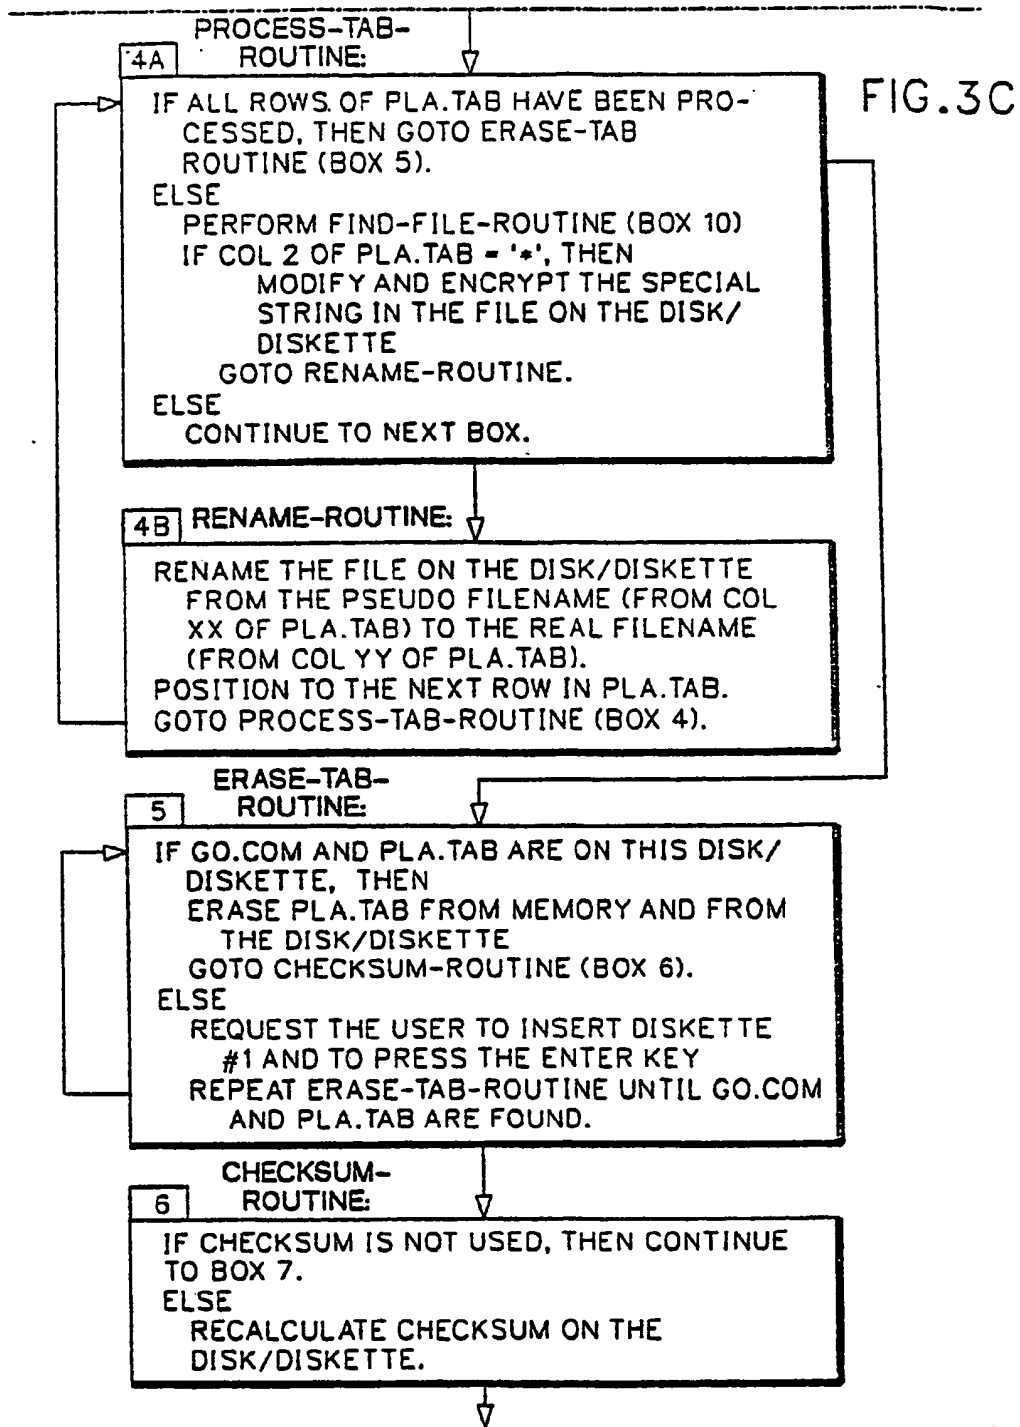 PROCESS-TAB-
ROUTINE:
4A
FIG.3C
IF ALL ROWS. OF PLA.TAB HAVE BEEN PRO-
CESSED, THEN GOTO ERASE-TAB
ROUTINE (BOX 5).
ELSE
PERFORM FIND-FILE-ROUTINE (BOX 10)
IF COL 2 OF PLA.TAB = '*', THEN
MODIFY AND ENCRYPT THE SPECIAL
STRING IN THE FILE ON THE DISK/
DISKETTE
GOTO RENAME-ROUTINE.
ELSE
CONTINUE TO NEXT BOX.
4B RENAME-ROUTINE:
RENAME THE FILE ON THE DISK/DISKETTE
FROM THE PSEUDO FILENAME (FROM COL
XX OF PLA.TAB) TO THE REAL FILENAME
(FROM COL YY OF PLA.TAB).
POSITION TO THE NEXT ROW IN PLA.TAB.
GOTO PROCESS-TAB-ROUTINE (BOX 4).
ERASE-TAB-
ROUTINE:
5
IF GO.COM AND PLA.TAB ARE ON THIS DISK/
DISKETTE, THEN
ERASE PLA.TAB FROM MEMORY AND FROM
THE DISK/DISKETTE
GOTO CHECKSUM-ROUTINE (BOX 6).
ELSE
REQUEST THE USER TO INSERT DISKETTE
#1 AND TO PRESS THE ENTER KEY
REPEAT ERASE-TAB-ROUTINE UNTIL GO.COM
AND PLA.TAB ARE FOUND.
CHECKSUM-
ROUTINE:
6
IF CHECKSUM IS NOT USED, THEN CONTINUE
TO BOX 7.
ELSE
RECALCULATE CHECKSUM ON THE
DISK/DISKETTE.